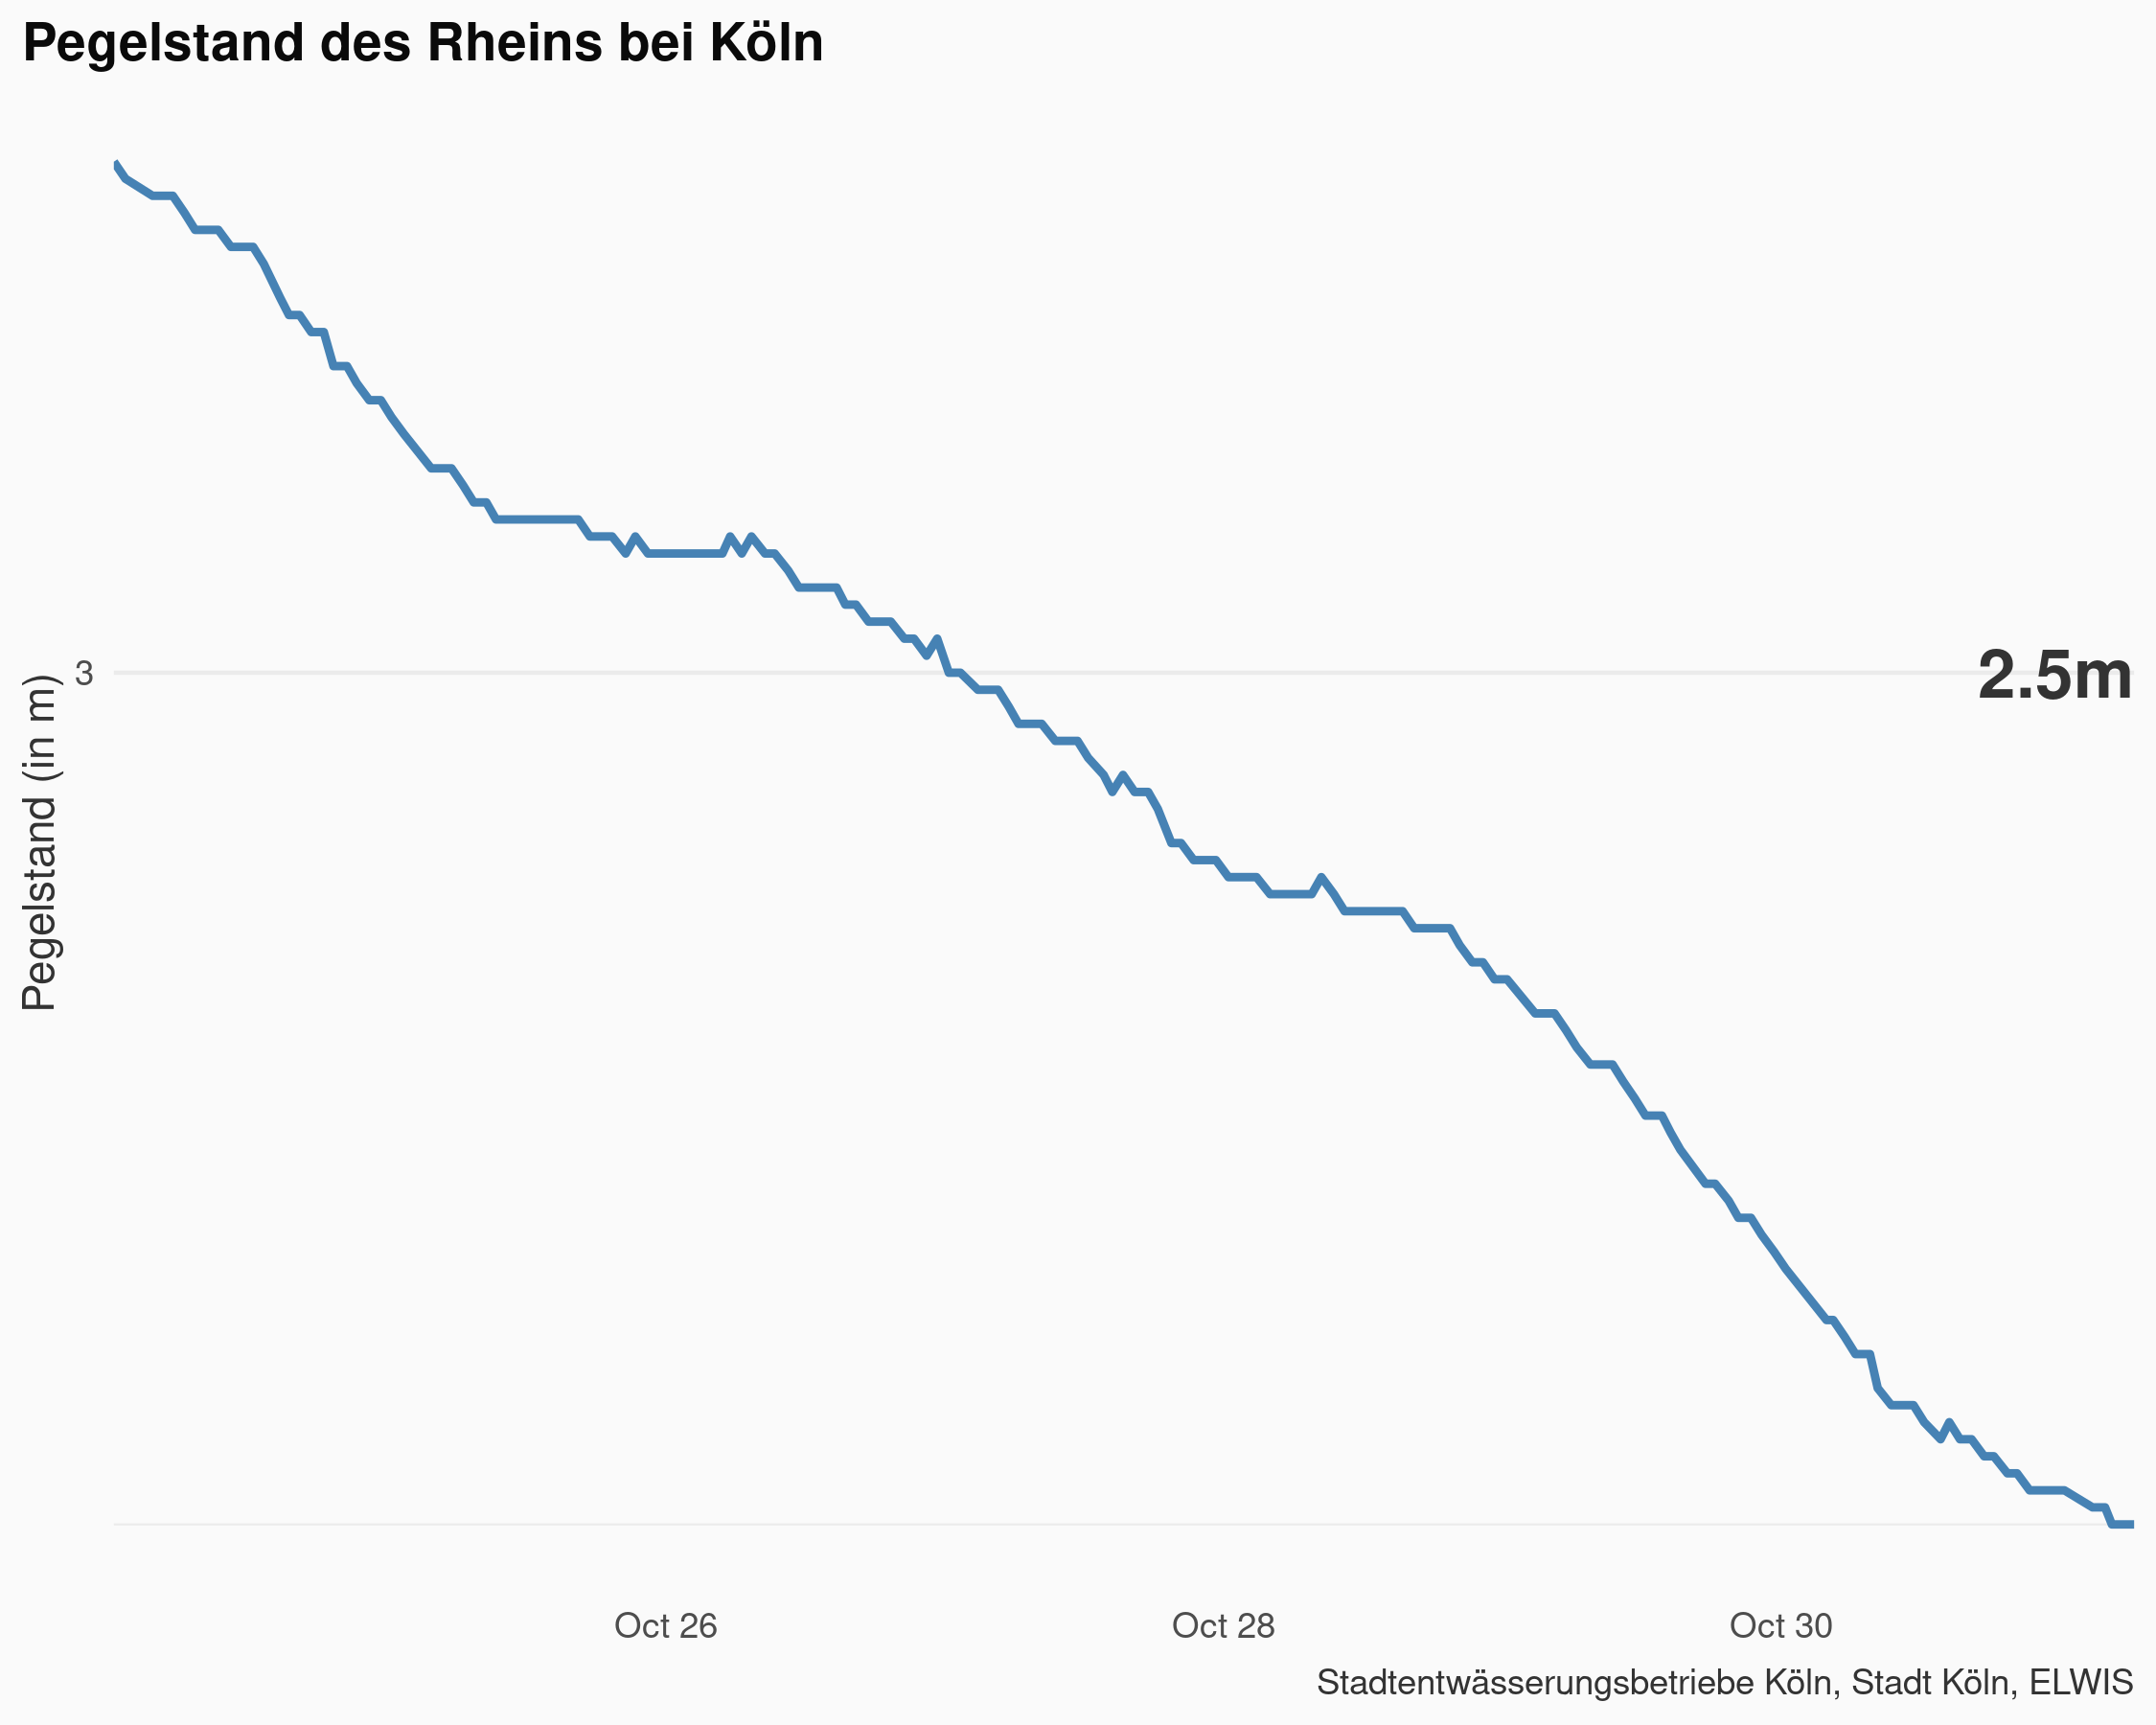 Pegelstand des Rheins bei Köln
Pegelstand (in m)
3
2.5m
Oct 26
Oct 28
Oct 30
Stadtentwässerungsbetriebe Köln, Stadt Köln, ELWIS